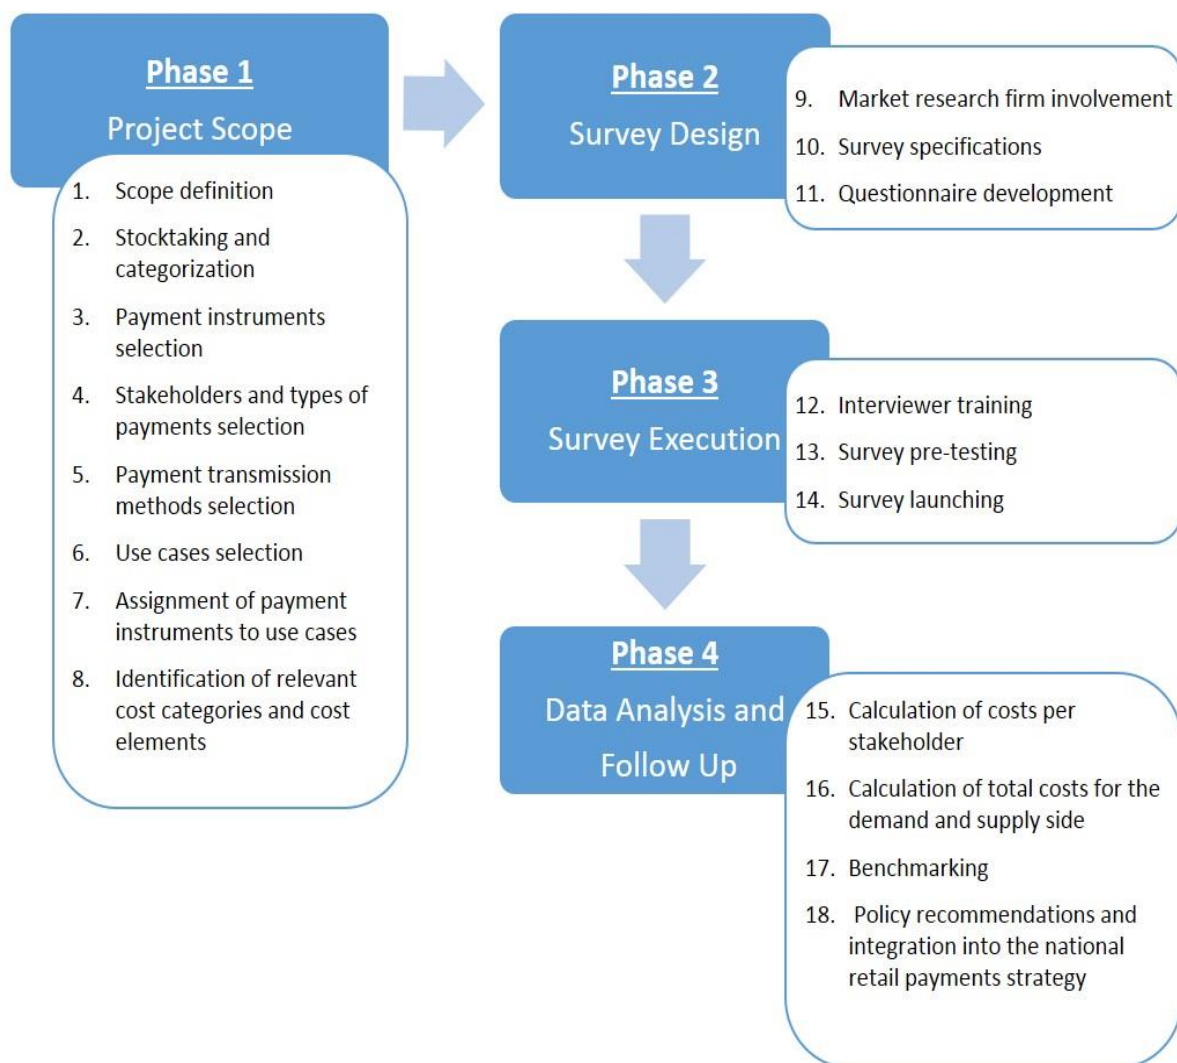 Phase 1
Project Scope
1. Scope definition
2. Stocktaking and
categorization
3. Payment instruments
selection
4. Stakeholders and types of
payments selection
5. Payment transmission
methods selection
6. Use cases selection
7. Assignment of payment
instruments to use cases
8. Identification of relevant
cost categories and cost
elements
Phase 2
Survey Design
9. Market research firm involvement
10. Survey specifications
11. Questionnaire development
Phase 3
Survey Execution
12. Interviewer training
13. Survey pre-testing
14. Survey launching
Phase 4
Data Analysis and
Follow Up
15. Calculation of costs per
stakeholder
16. Calculation of total costs for the
demand and supply side
17. Benchmarking
18. Policy recommendations and
integration into the national
retail payments strategy